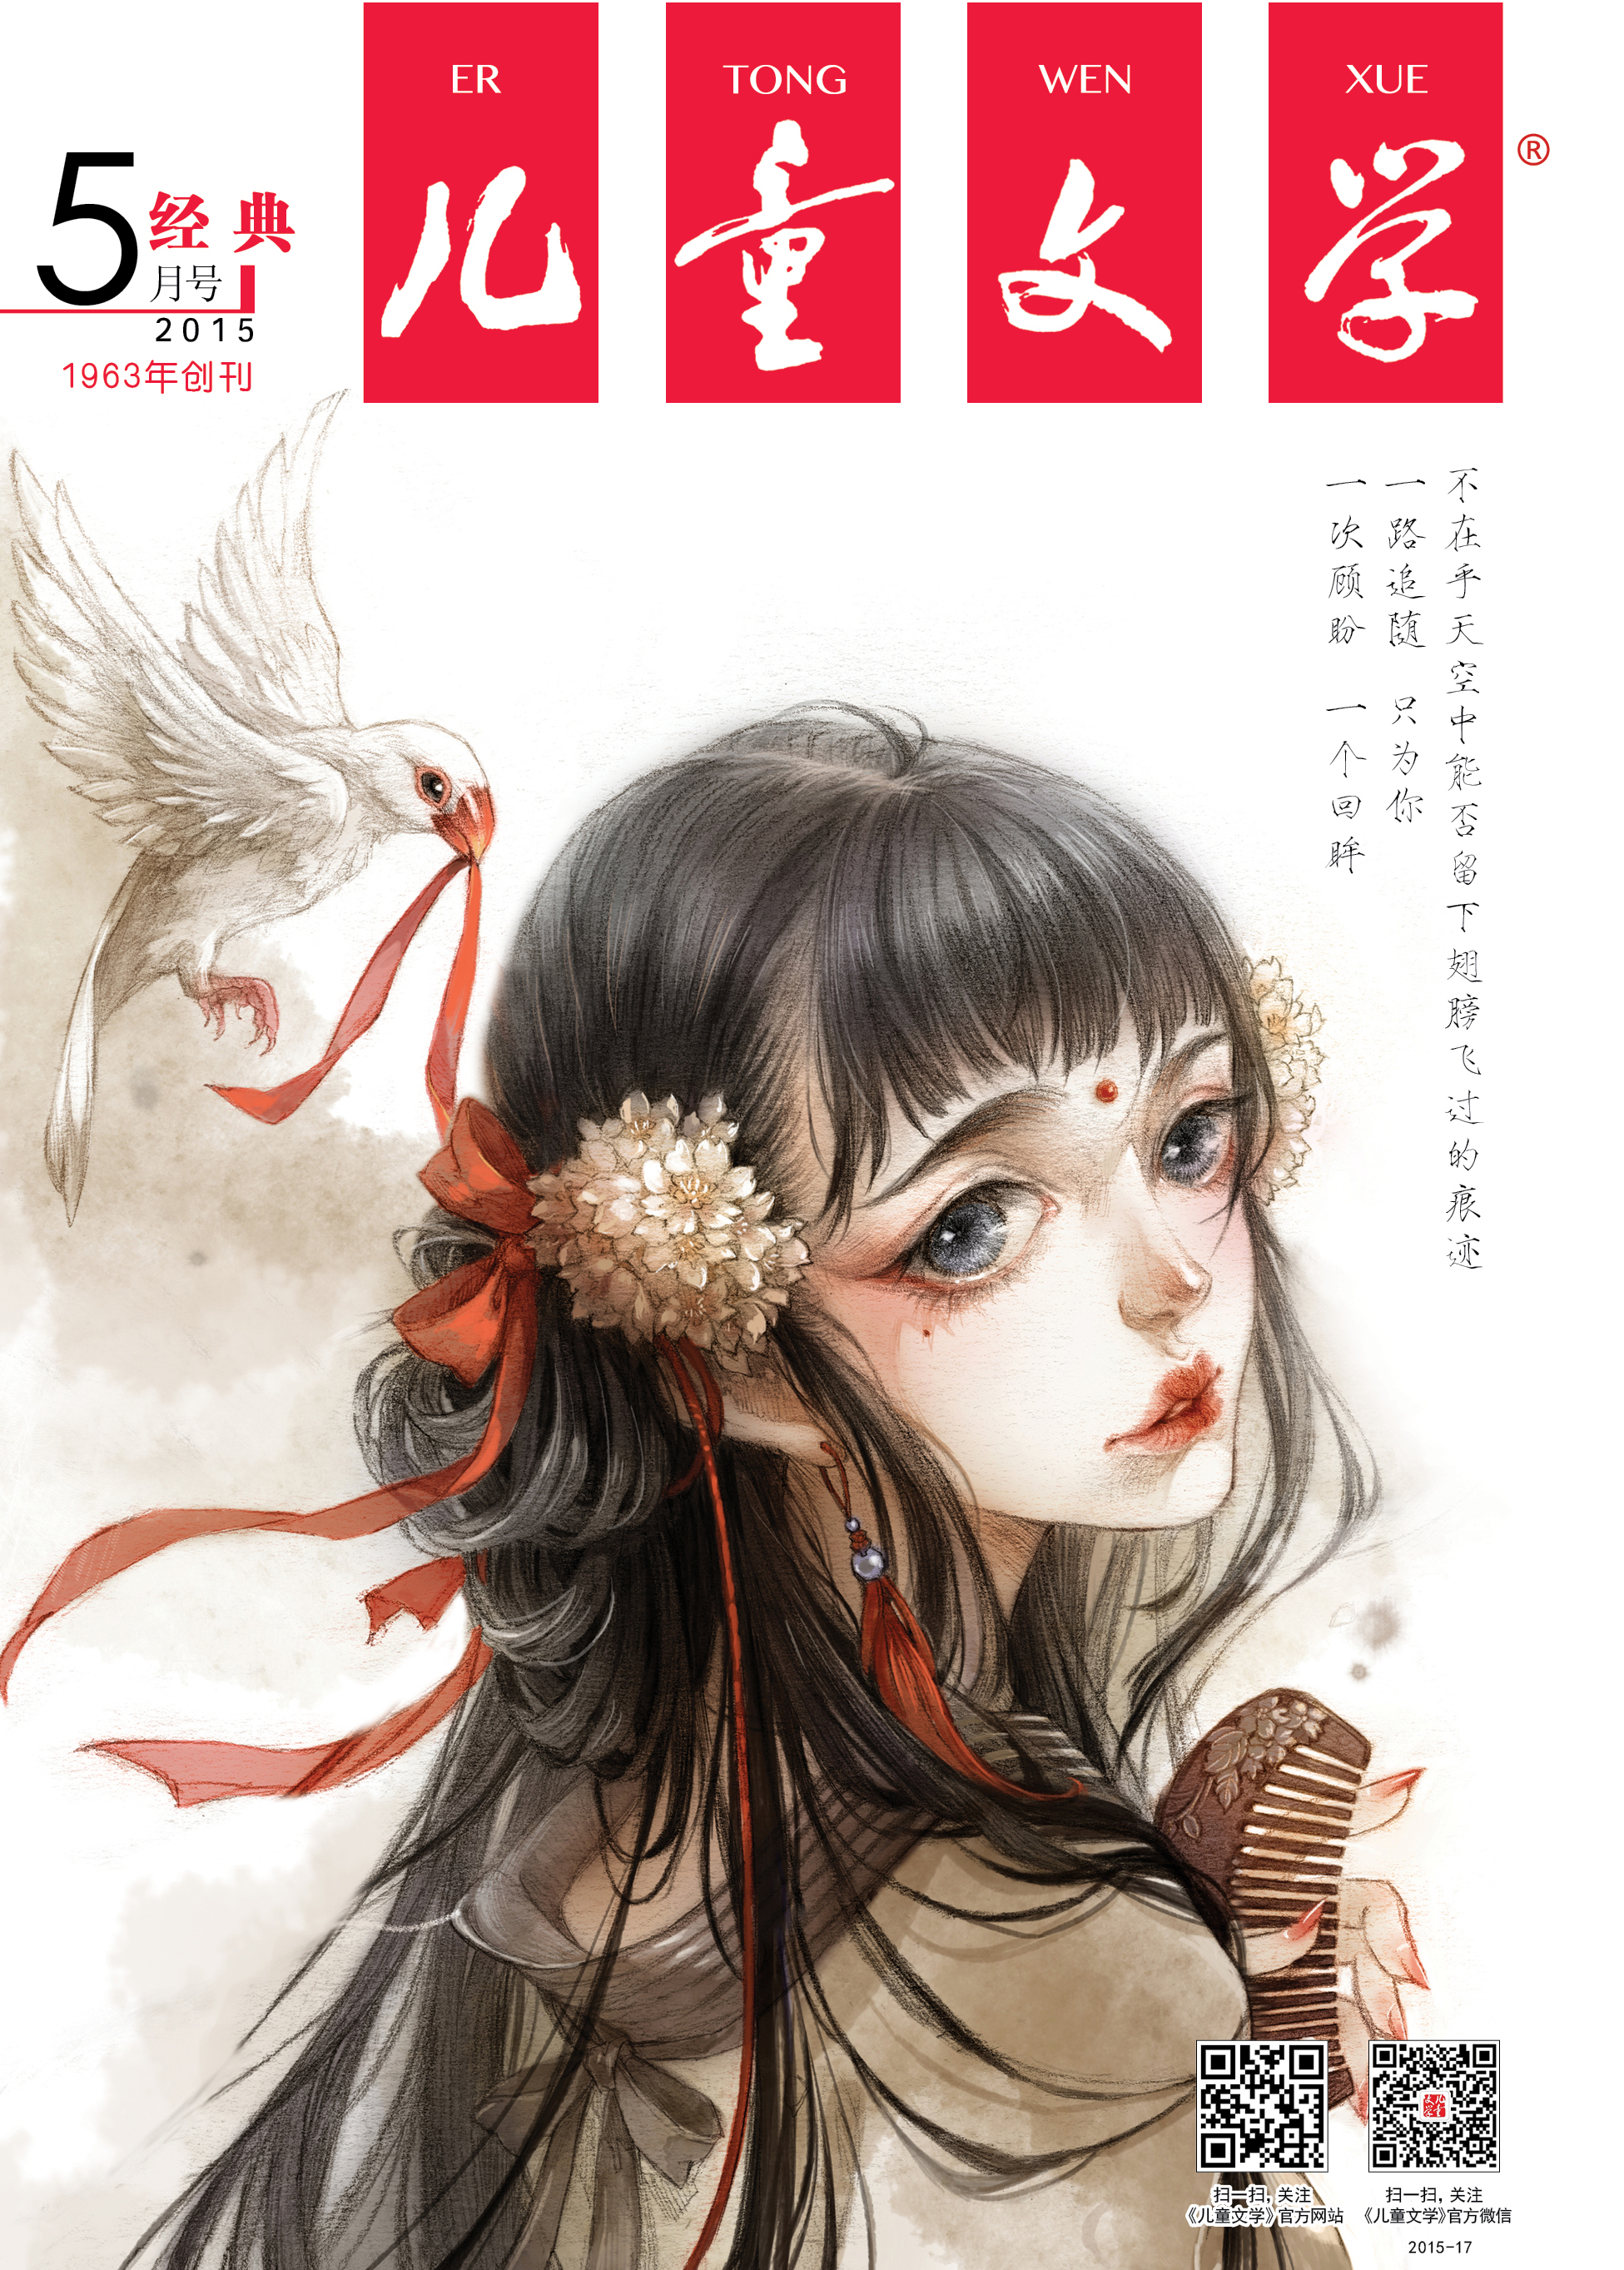 ER TONG WEN XUE
儿童文学®
5 经典
月号
2015
1963年创刊
不在乎天空中能否留下翅膀飞过的痕迹
一路追随 只为你
一次顾盼 一个回眸
扫一扫，关注
《儿童文学》官方网站
扫一扫，关注
《儿童文学》官方微信
2015-17